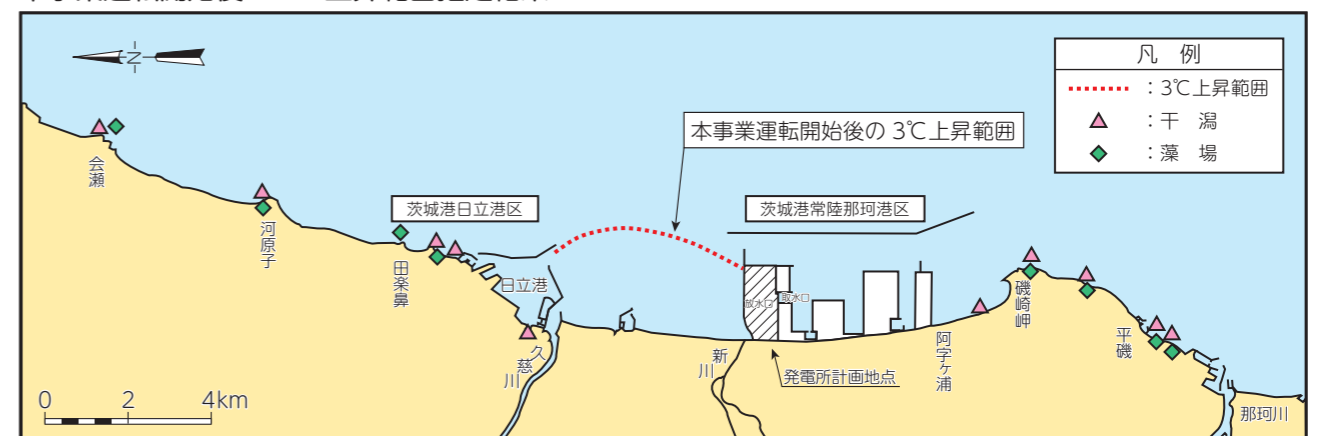 N
凡 例
：3℃上昇範囲
：干 潟
：藻 場
本事業運転開始後の 3℃上昇範囲
会瀬
河原子
茨城港日立港区
田楽鼻
日立港
久慈川
茨城港常陸那珂港区
放水口
取水口
新川
発電所計画地点
阿字ヶ浦
磯崎岬
平磯
那珂川
0 2 4km